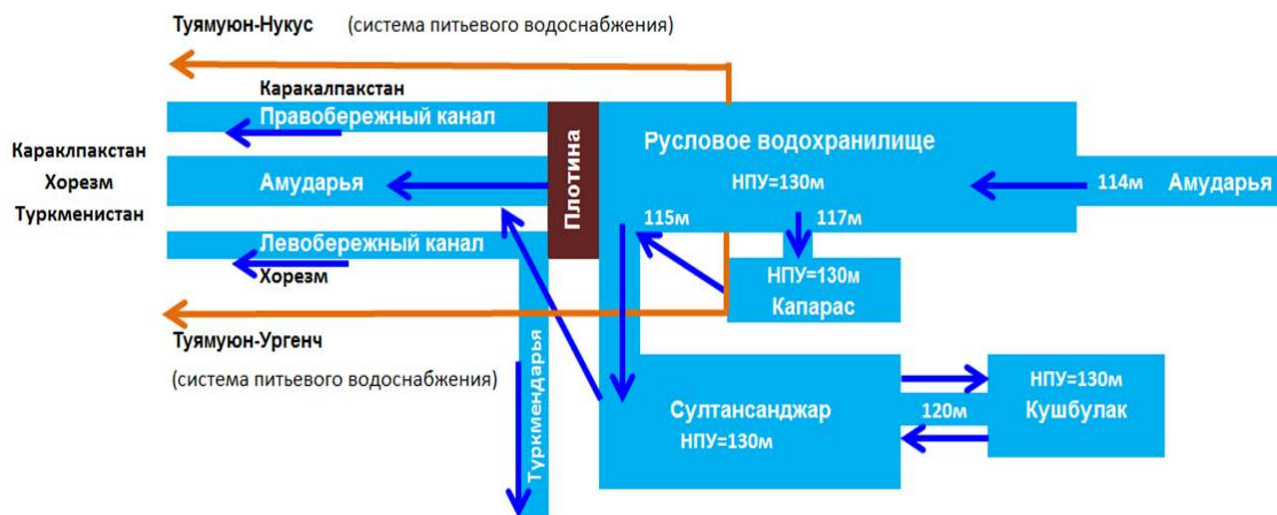 Туямуюн-Нукус (система питьевого водоснабжения)
Каракалпакстан
Правобережный канал
Караклпакстан
Хорезм
Туркменистан
Амударья
Плотина
Русловое водохранилище
НПУ=130м
114м Амударья
115м
117м
Левобережный канал
Хорезм
НПУ=130м
Капарас
Туямуюн-Ургенч
(система питьевого водоснабжения)
Туркмендарья
Султансанджар
НПУ=130м
120м
НПУ=130м
Кушбулак